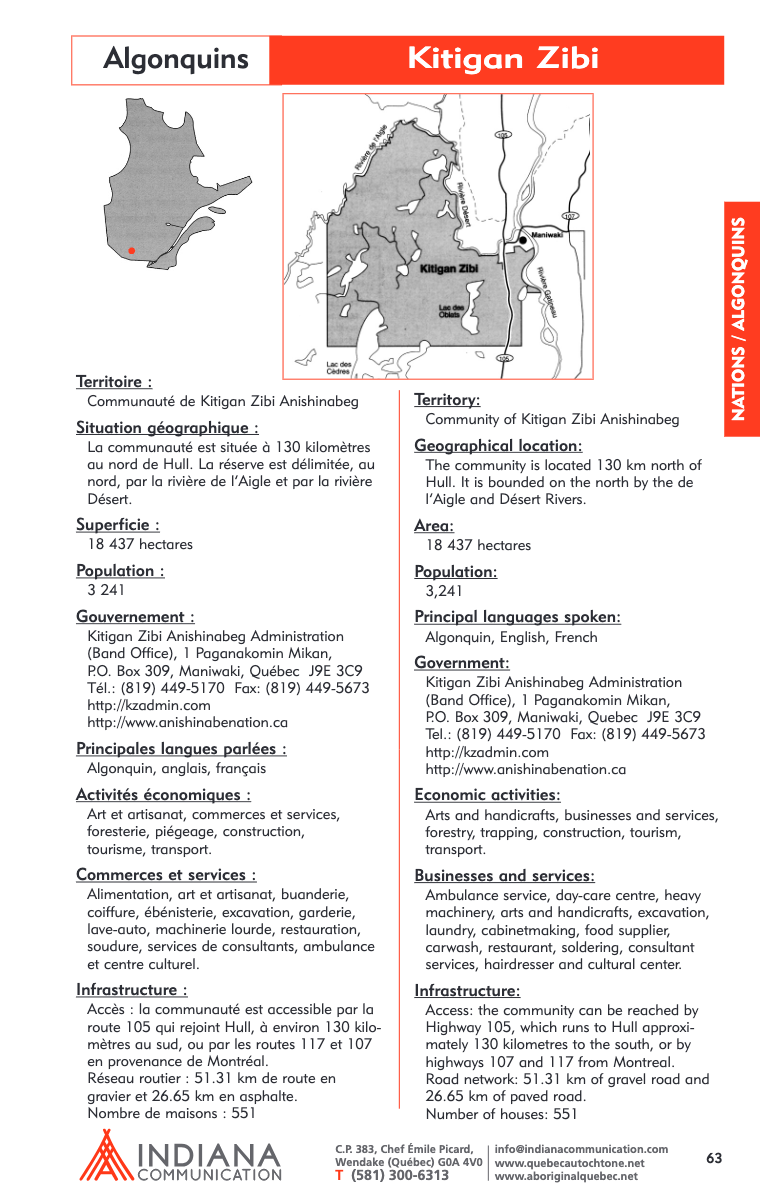 Algonquins
Kitigan Zibi
Rivière de l'Aigle
105
Rivière Désert
107
Maniwaki
Kitigan Zibi
Rivière Gatineau
Lac des
Oblats
105
Lac des
Cèdres
NATIONS / ALGONQUINS
Territoire :
Communauté de Kitigan Zibi Anishinabeg
Situation géographique :
La communauté est située à 130 kilomètres
au nord de Hull. La réserve est délimitée, au
nord, par la rivière de l'Aigle et par la rivière
Désert.
Superficie :
18 437 hectares
Population :
3 241
Gouvernement :
Kitigan Zibi Anishinabeg Administration
(Band Office), 1 Paganakomin Mikan,
P.O. Box 309, Maniwaki, Québec  J9E 3C9
Tél.: (819) 449-5170  Fax: (819) 449-5673
http://kzadmin.com
http://www.anishinabenation.ca
Principales langues parlées :
Algonquin, anglais, français
Activités économiques :
Art et artisanat, commerces et services,
foresterie, piégeage, construction,
tourisme, transport.
Commerces et services :
Alimentation, art et artisanat, buanderie,
coiffure, ébénisterie, excavation, garderie,
lave-auto, machinerie lourde, restauration,
soudure, services de consultants, ambulance
et centre culturel.
Infrastructure :
Accès : la communauté est accessible par la
route 105 qui rejoint Hull, à environ 130 kilo-
mètres au sud, ou par les routes 117 et 107
en provenance de Montréal.
Réseau routier : 51.31 km de route en
gravier et 26.65 km en asphalte.
Nombre de maisons : 551
Territory:
Community of Kitigan Zibi Anishinabeg
Geographical location:
The community is located 130 km north of
Hull. It is bounded on the north by the de
l'Aigle and Désert Rivers.
Area:
18 437 hectares
Population:
3,241
Principal languages spoken:
Algonquin, English, French
Government:
Kitigan Zibi Anishinabeg Administration
(Band Office), 1 Paganakomin Mikan,
P.O. Box 309, Maniwaki, Quebec  J9E 3C9
Tel.: (819) 449-5170  Fax: (819) 449-5673
http://kzadmin.com
http://www.anishinabenation.ca
Economic activities:
Arts and handicrafts, businesses and services,
forestry, trapping, construction, tourism,
transport.
Businesses and services:
Ambulance service, day-care centre, heavy
machinery, arts and handicrafts, excavation,
laundry, cabinetmaking, food supplier,
carwash, restaurant, soldering, consultant
services, hairdresser and cultural center.
Infrastructure:
Access: the community can be reached by
Highway 105, which runs to Hull approxi-
mately 130 kilometres to the south, or by
highways 107 and 117 from Montreal.
Road network: 51.31 km of gravel road and
26.65 km of paved road.
Number of houses: 551
INDIANA
COMMUNICATION
C.P. 383, Chef Émile Picard,
Wendake (Québec) G0A 4V0
T (581) 300-6313
info@indianacommunication.com
www.quebecautochtone.net
www.aboriginalquebec.net
63